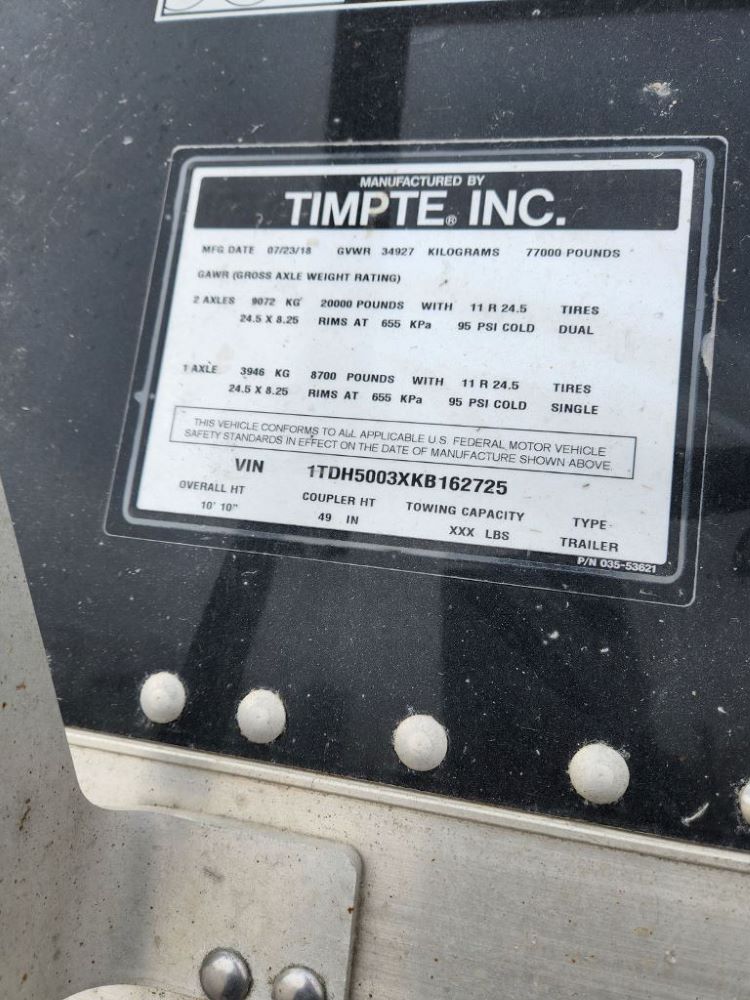 MANUFACTURED BY
TIMPTE® INC.
MFG DATE 07/23/18 GVWR 34927 KILOGRAMS 77000 POUNDS
GAWR (GROSS AXLE WEIGHT RATING)
2 AXLES 9072 KG 20000 POUNDS WITH 11 R 24.5 TIRES
24.5 X 8.25 RIMS AT 655 KPa 95 PSI COLD DUAL
1 AXLE 3946 KG 8700 POUNDS WITH 11 R 24.5 TIRES
24.5 X 8.25 RIMS AT 655 KPa 95 PSI COLD SINGLE
THIS VEHICLE CONFORMS TO ALL APPLICABLE U.S. FEDERAL MOTOR VEHICLE
SAFETY STANDARDS IN EFFECT ON THE DATE OF MANUFACTURE SHOWN ABOVE.
VIN 1TDH5003XKB162725
OVERALL HT COUPLER HT TOWING CAPACITY TYPE
10' 10" 49 IN XXX LBS TRAILER
P/N 035-53621